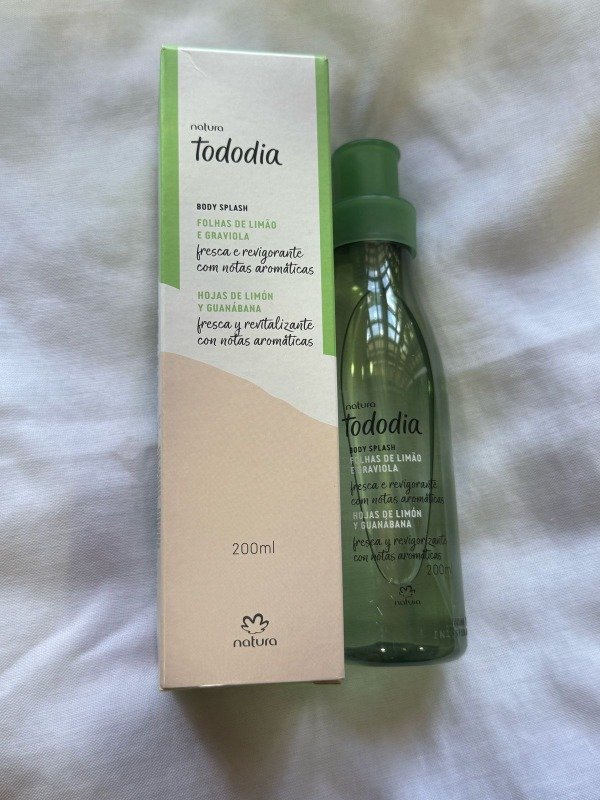 natura
tododia
BODY SPLASH
FOLHAS DE LIMÃO
E GRAVIOLA
fresca e revigorante
com notas aromáticas
HOJAS DE LIMÓN
Y GUANÁBANA
fresca y revitalizante
con notas aromáticas
200ml
natura
natura
tododia
BODY SPLASH
FOLHAS DE LIMÃO
E GRAVIOLA
fresca e revigorante
com notas aromáticas
HOJAS DE LIMÓN
Y GUANÁBANA
fresca y revigorizante
con notas aromáticas
200ml
natura